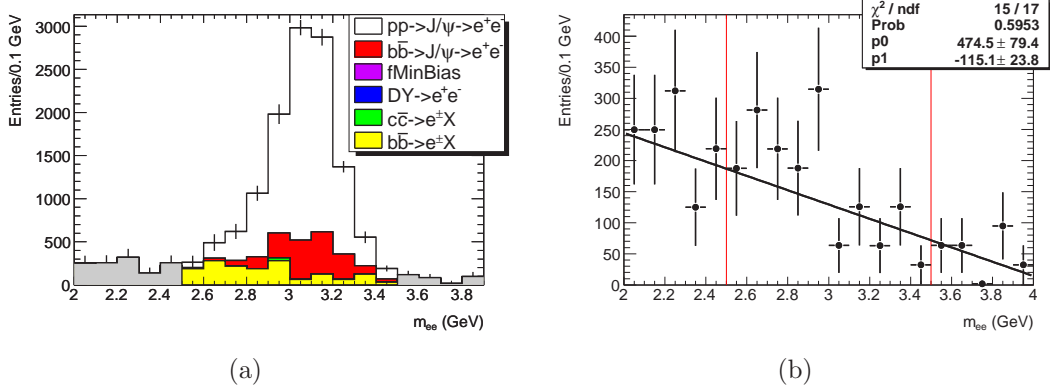 Entries/0.1 GeV
3000
2500
2000
1500
1000
500
0
2 2.2 2.4 2.6 2.8 3 3.2 3.4 3.6 3.8
m_ee (GeV)
pp->J/ψ->e⁺e⁻
bb̄->J/ψ->e⁺e⁻
fMinBias
DY->e⁺e⁻
cc̄->e±X
bb̄->e±X
(a)
Entries/0.1 GeV
400
350
300
250
200
150
100
50
0
2 2.2 2.4 2.6 2.8 3 3.2 3.4 3.6 3.8 4
m_ee (GeV)
χ² / ndf 15 / 17
Prob 0.5953
p0 474.5 ± 79.4
p1 -115.1 ± 23.8
(b)